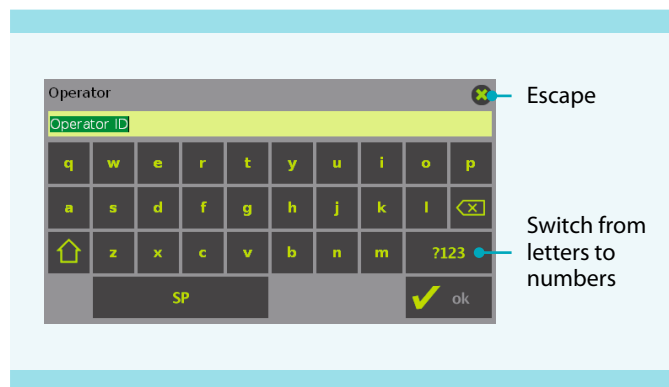 Operator
Escape
Operator ID
q w e r t y u i o p
a s d f g h j k l
Switch from
letters to
numbers
z x c v b n m ?123
SP ok